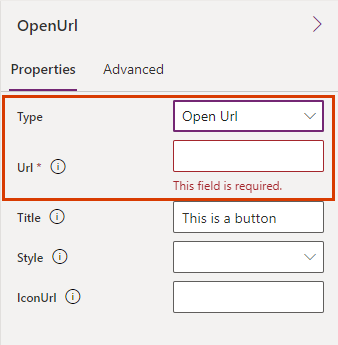 OpenUrl
Properties Advanced
Type Open Url
Url *
This field is required.
Title This is a button
Style
IconUrl